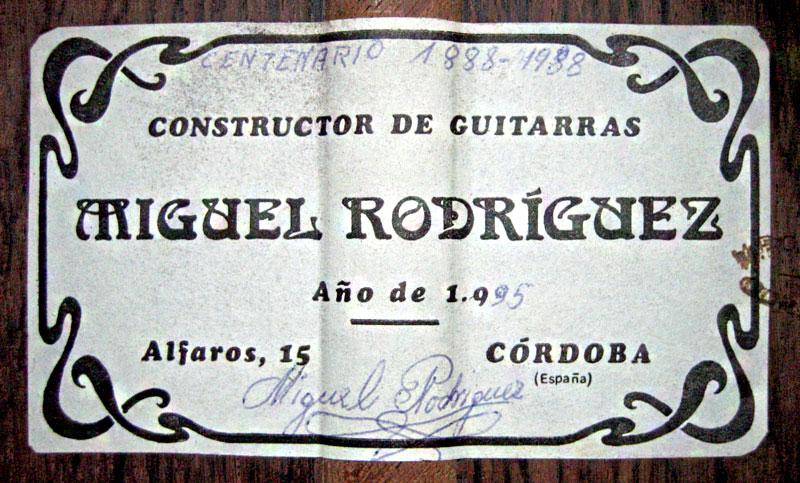 CENTENARIO 1888-1988
CONSTRUCTOR DE GUITARRAS
MIGUEL RODRÍGUEZ
Año de 1.995
Alfaros, 15 CÓRDOBA
(España)
Miguel Rodriguez